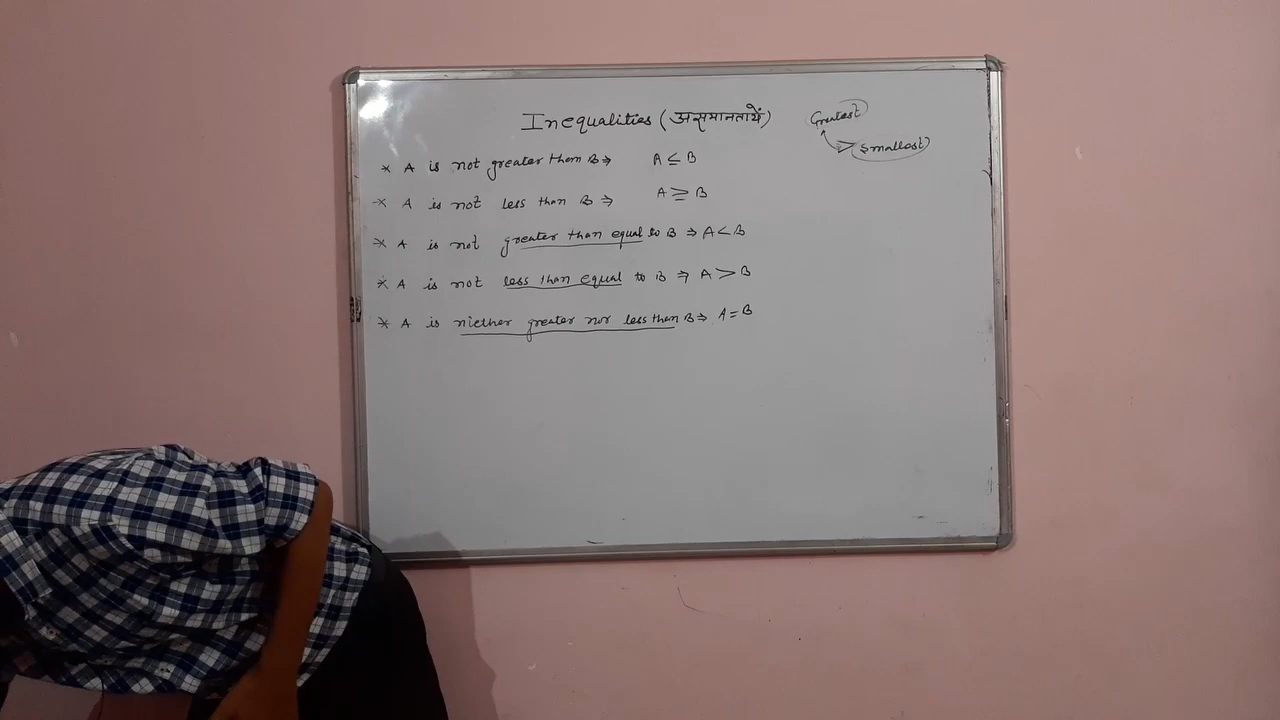 Inequalities (असमानतायें)
Greatest
Smallest
* A is not greater than B ⇒ A ≤ B
* A is not less than B ⇒ A ≥ B
* A is not greater than equal to B ⇒ A < B
* A is not less than equal to B ⇒ A > B
* A is niether greater nor less than B ⇒ A = B